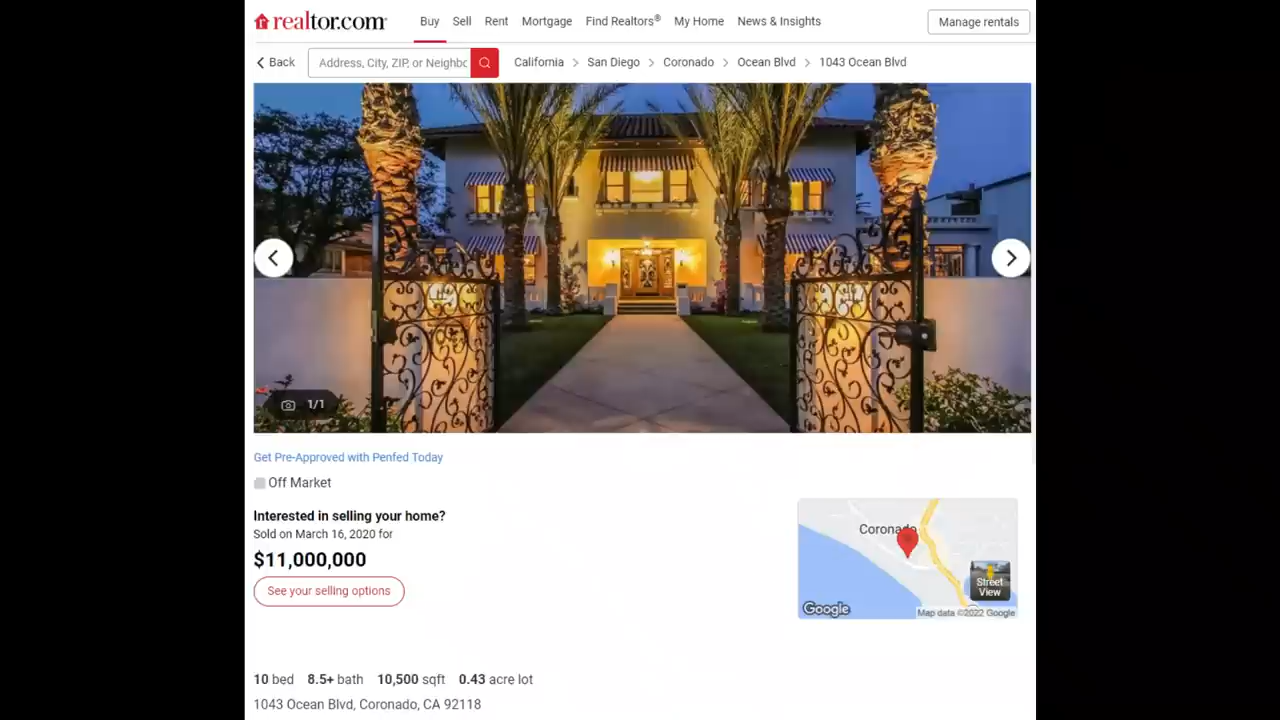 realtor.com
Buy Sell Rent Mortgage Find Realtors® My Home News & Insights
Manage rentals
Back
Address, City, ZIP, or Neighbo
California San Diego Coronado Ocean Blvd 1043 Ocean Blvd
1/1
Get Pre-Approved with Penfed Today
Off Market
Interested in selling your home?
Sold on March 16, 2020 for
$11,000,000
See your selling options
Coronado
Street
View
Google
Map data ©2022 Google
10 bed 8.5+ bath 10,500 sqft 0.43 acre lot
1043 Ocean Blvd, Coronado, CA 92118